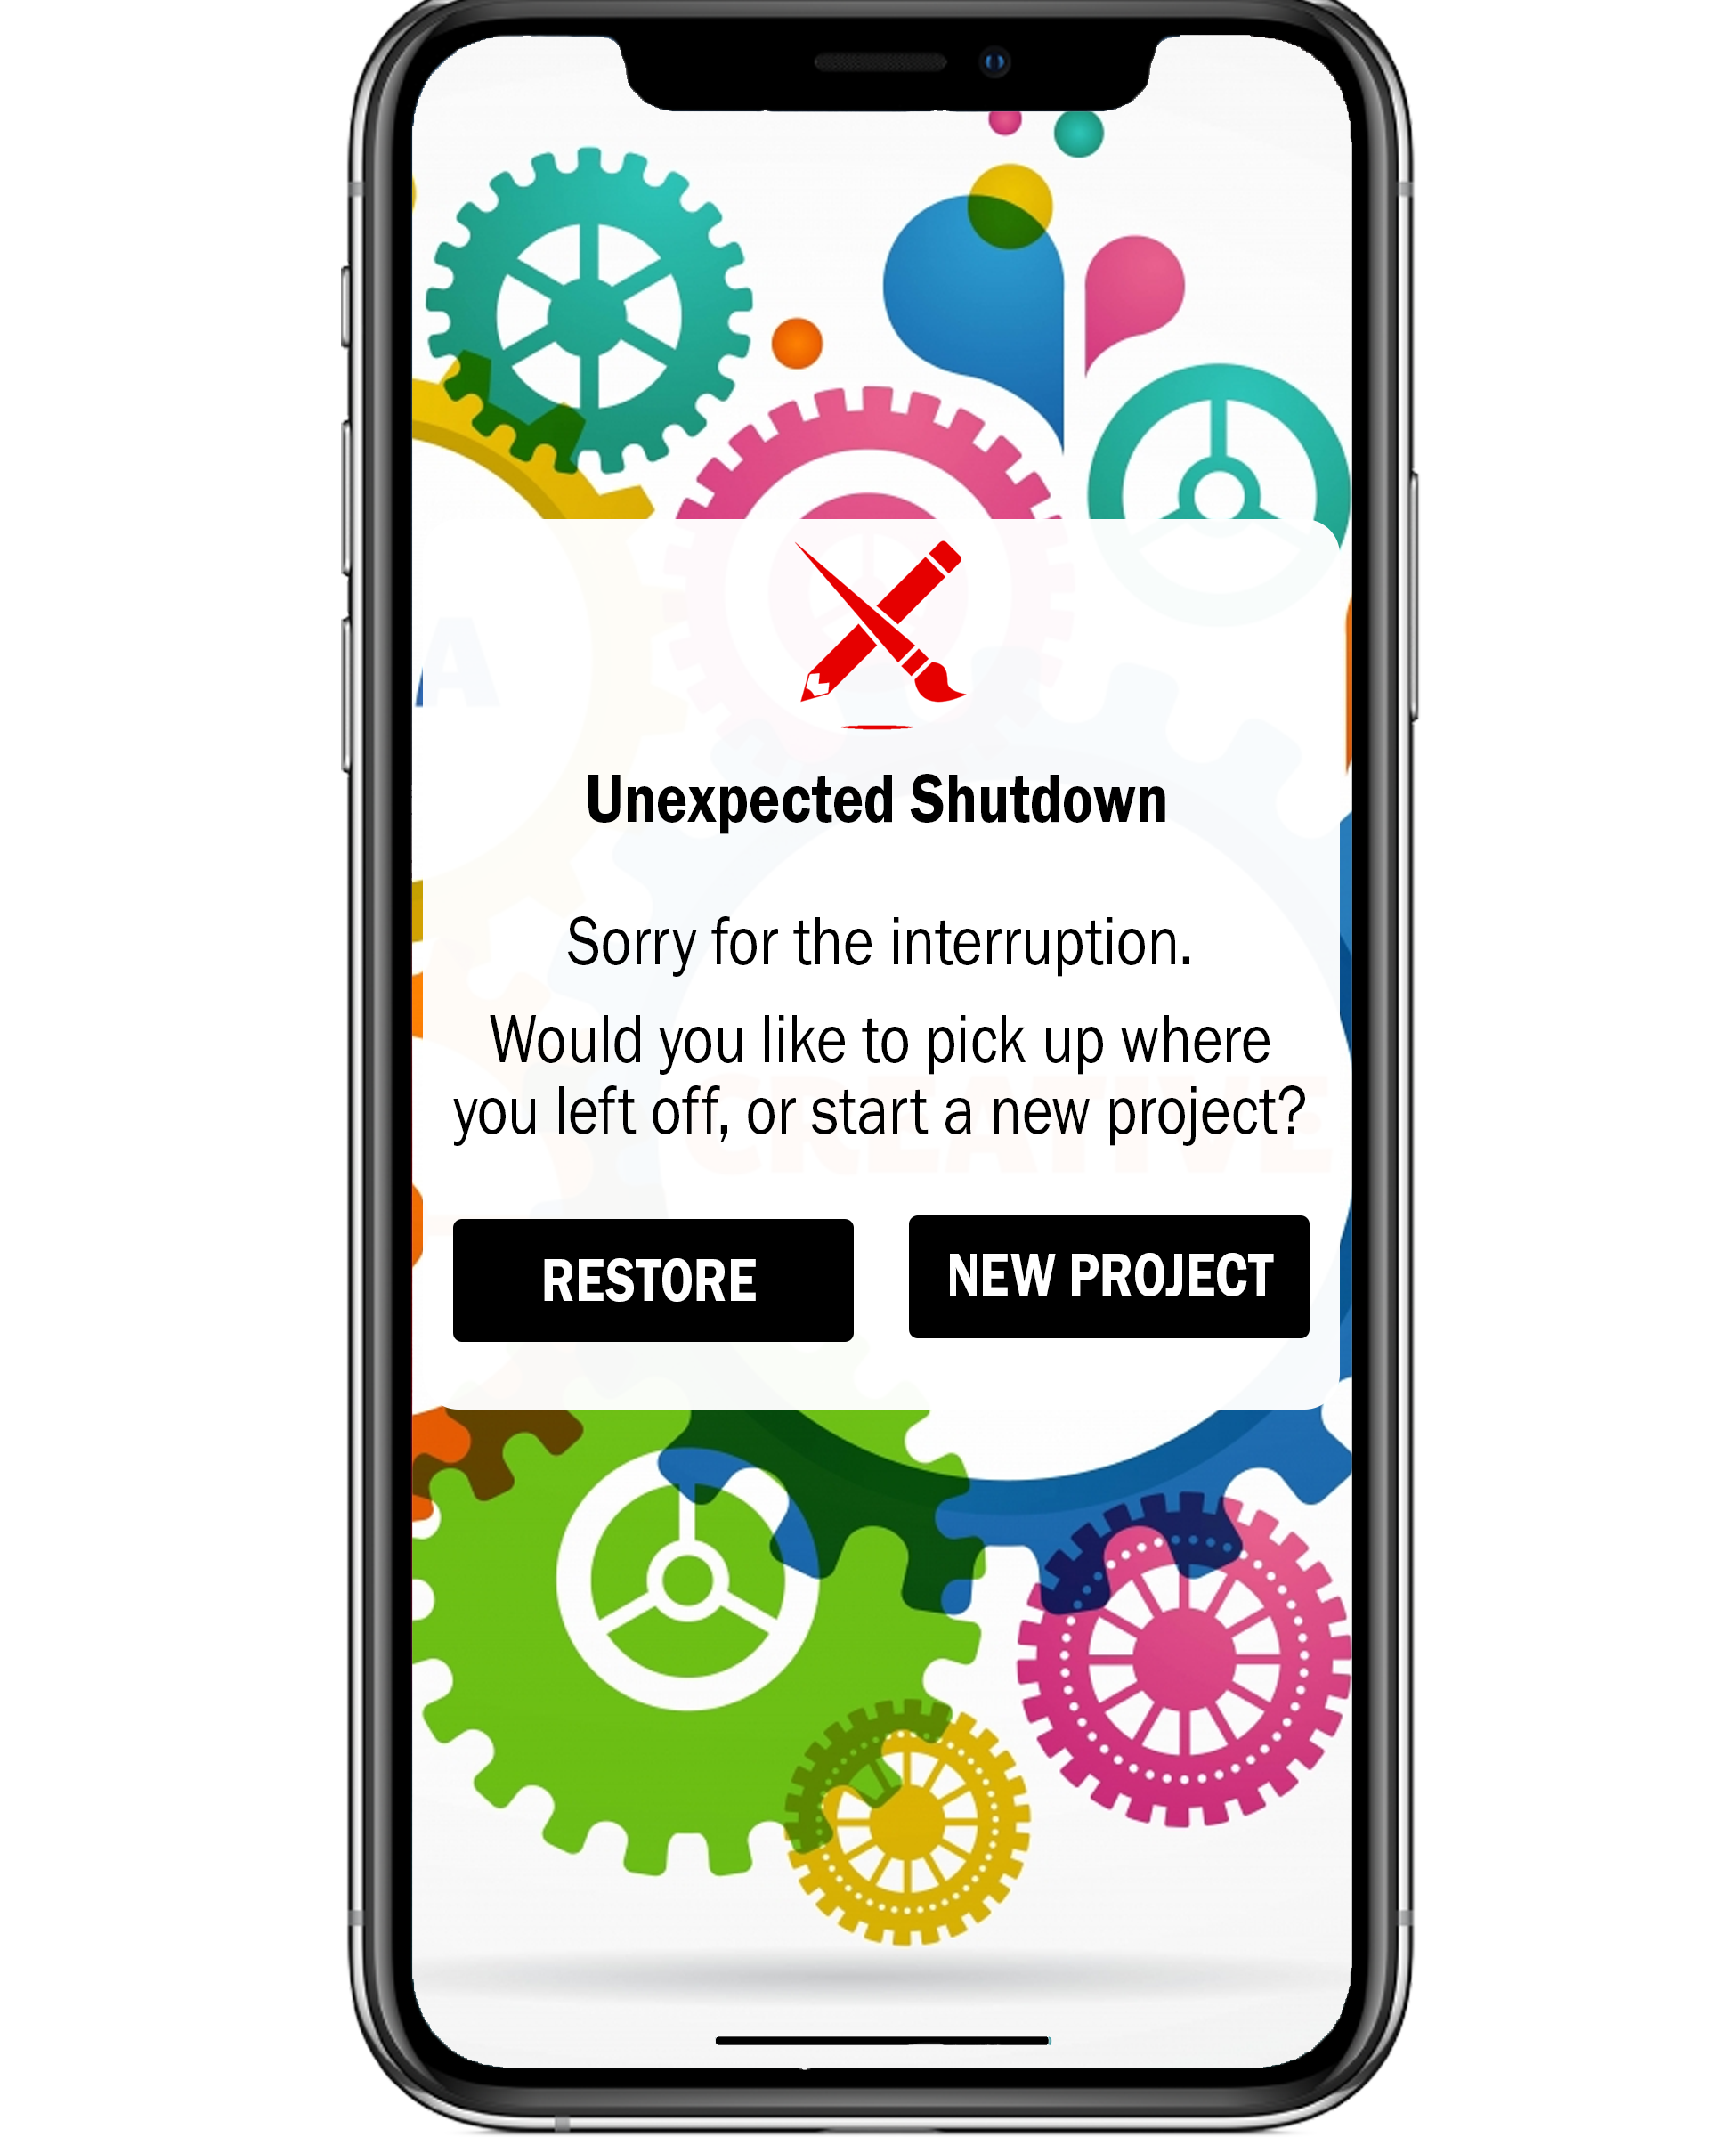 A
Unexpected Shutdown
Sorry for the interruption.
Would you like to pick up where
you left off, or start a new project?
CREATIVE
RESTORE
NEW PROJECT